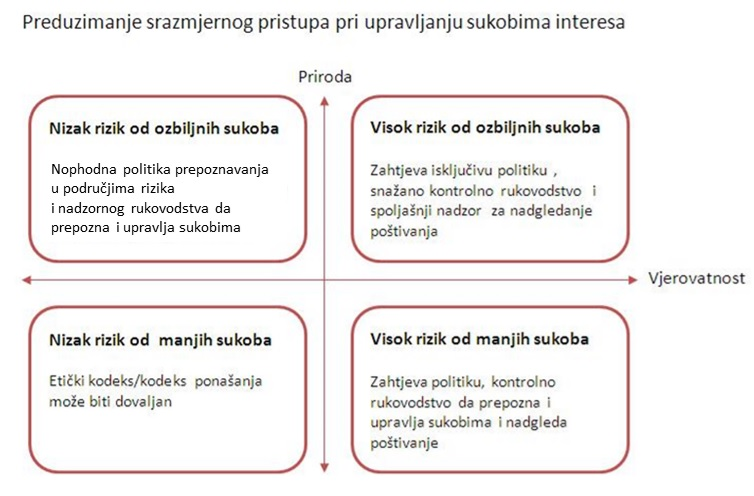 Preduzimanje srazmjernog pristupa pri upravljanju sukobima interesa
Priroda
Nizak rizik od ozbiljnih sukoba
Nophodna politika prepoznavanja
u područjima rizika
i nadzornog rukovodstva da
prepozna i upravlja sukobima
Visok rizik od ozbiljnih sukoba
Zahtjeva isključivu politiku ,
snažano kontrolno rukovodstvo i
spoljašnji nadzor za nadgledanje
poštivanja
Vjerovatnost
Nizak rizik od manjih sukoba
Etički kodeks/kodeks ponašanja
može biti dovaljan
Visok rizik od manjih sukoba
Zahtjeva politiku, kontrolno
rukovodstvo da prepozna i
upravlja sukobima i nadgleda
poštivanje